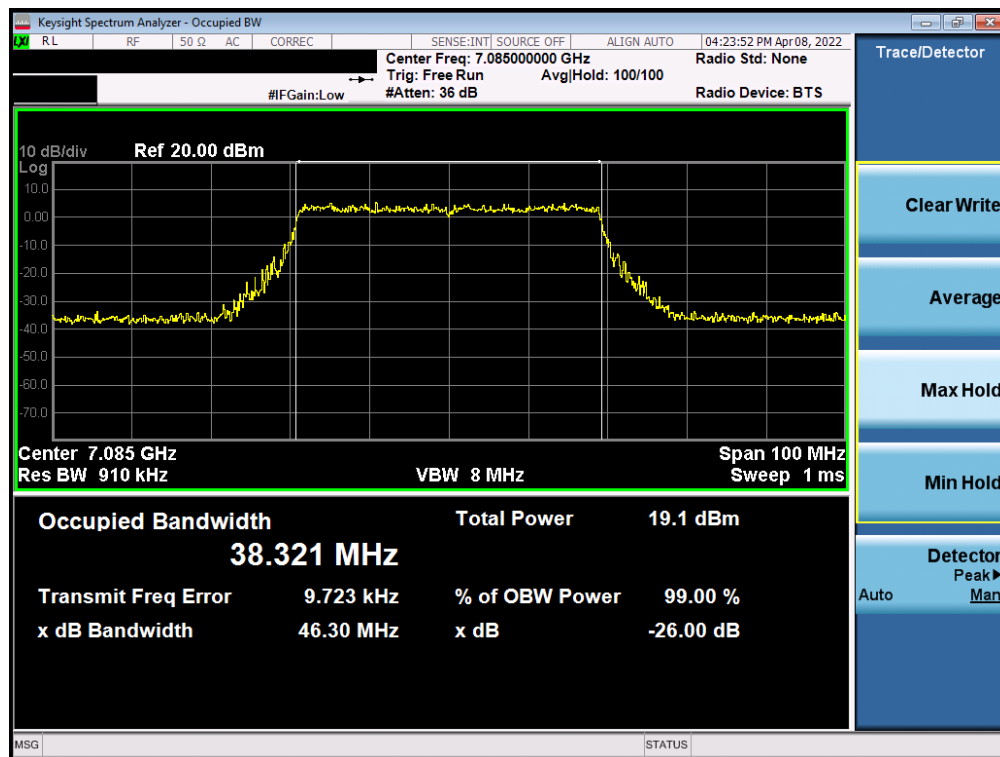 Keysight Spectrum Analyzer - Occupied BW
LXI RL RF 50 Ω AC CORREC SENSE:INT SOURCE OFF ALIGN AUTO 04:23:52 PM Apr 08, 2022
Center Freq: 7.085000000 GHz Radio Std: None
Trig: Free Run Avg|Hold: 100/100
#IFGain:Low #Atten: 36 dB Radio Device: BTS
10 dB/div Ref 20.00 dBm
Log
10.0
0.00
-10.0
-20.0
-30.0
-40.0
-50.0
-60.0
-70.0
Center 7.085 GHz Span 100 MHz
Res BW 910 kHz VBW 8 MHz Sweep 1 ms
Occupied Bandwidth Total Power 19.1 dBm
38.321 MHz
Transmit Freq Error 9.723 kHz % of OBW Power 99.00 %
x dB Bandwidth 46.30 MHz x dB -26.00 dB
Trace/Detector
Clear Write
Average
Max Hold
Min Hold
Detector
Peak
Auto Man
MSG STATUS